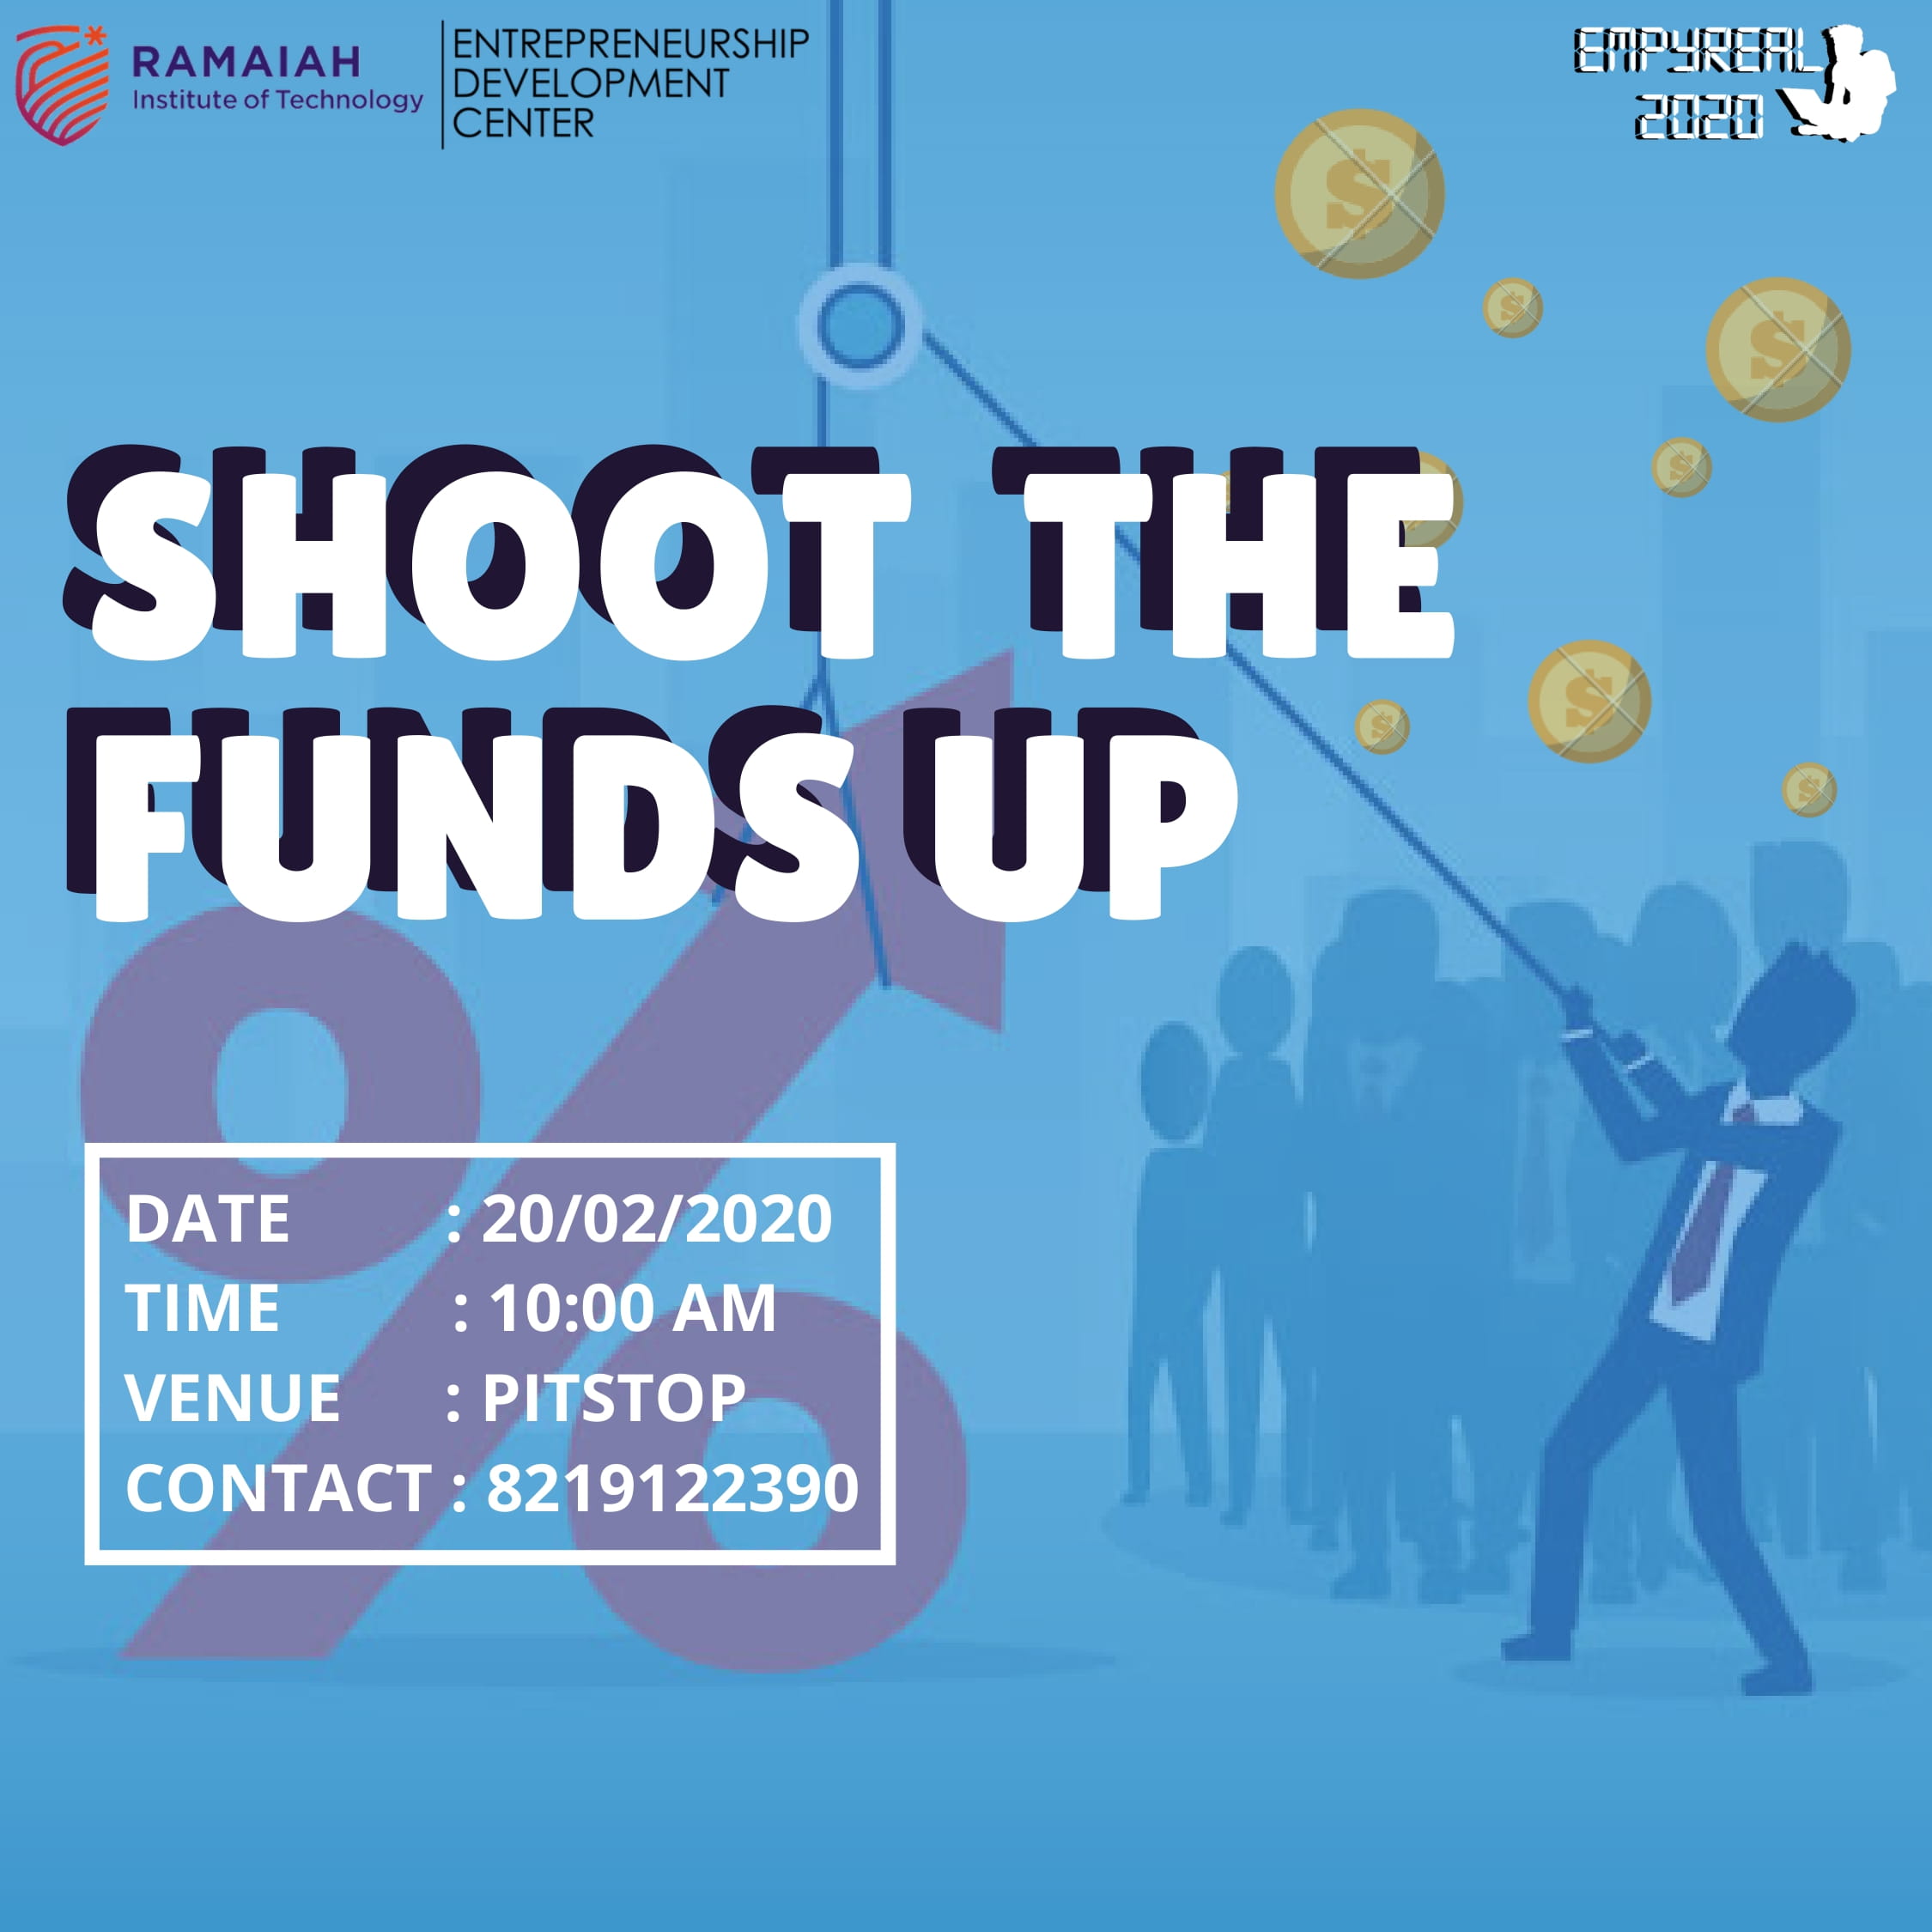 RAMAIAH
Institute of Technology
ENTREPRENEURSHIP
DEVELOPMENT
CENTER
EMPYREAL
2020
SHOOT THE
FUNDS UP
DATE : 20/02/2020
TIME : 10:00 AM
VENUE : PITSTOP
CONTACT : 8219122390